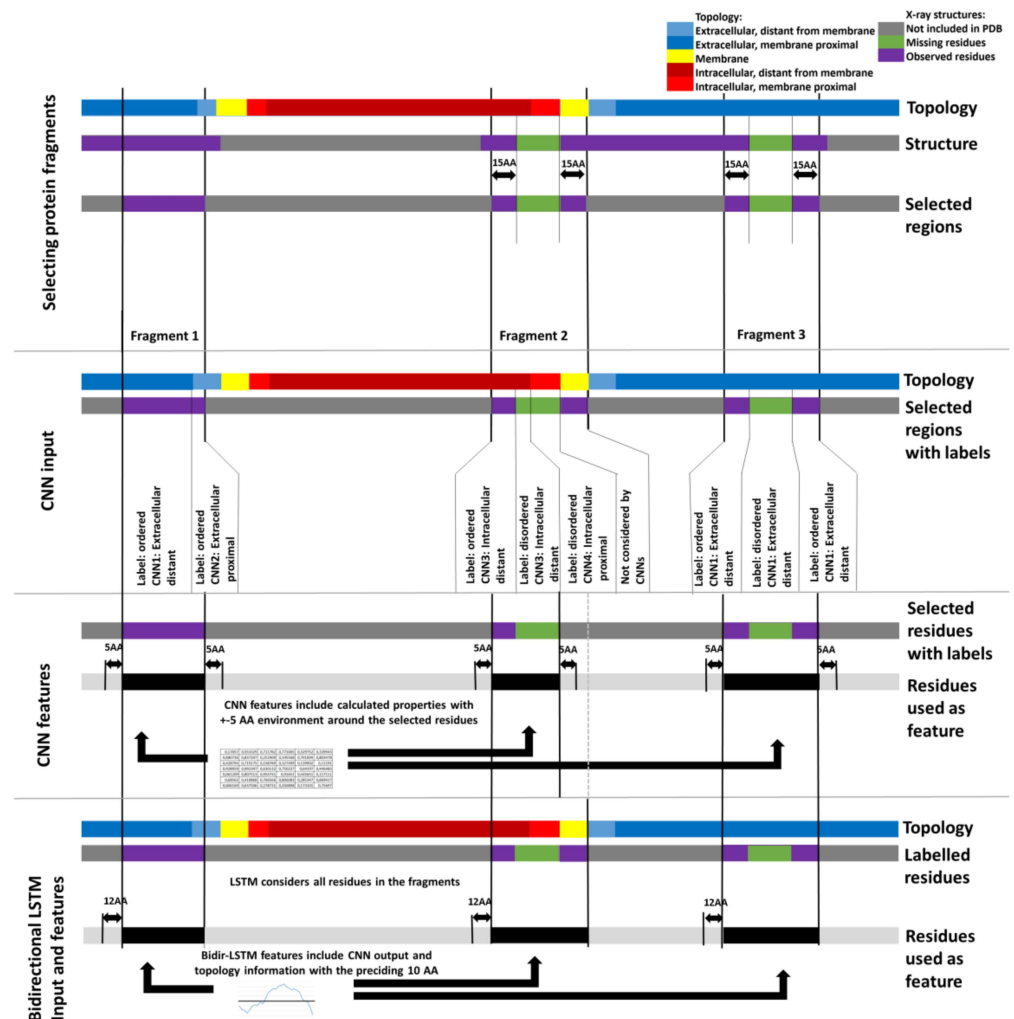 Topology:
Extracellular, distant from membrane
Extracellular, membrane proximal
Membrane
Intracellular, distant from membrane
Intracellular, membrane proximal
X-ray structures:
Not included in PDB
Missing residues
Observed residues
Selecting protein fragments
Topology
Structure
15AA
15AA
15AA
15AA
Selected
regions
Fragment 1
Fragment 2
Fragment 3
CNN input
Topology
Selected
regions
with labels
Label: ordered
CNN1: Extracellular
distant
Label: ordered
CNN2: Extracellular
proximal
Label: ordered
CNN3: Intracellular
distant
Label: disordered
CNN3: Intracellular
distant
Label: disordered
CNN4: Intracellular
proximal
Not considered by
CNNs
Label: ordered
CNN1: Extracellular
distant
Label: disordered
CNN1: Extracellular
distant
Label: ordered
CNN1: Extracellular
distant
CNN features
Selected
residues
with labels
5AA
5AA
5AA
5AA
5AA
5AA
Residues
used as
feature
CNN features include calculated properties with
+-5 AA environment around the selected residues
Bidirectional LSTM
Input and features
Topology
Labelled
residues
LSTM considers all residues in the fragments
12AA
12AA
12AA
Residues
used as
feature
Bidir-LSTM features include CNN output and
topology information with the preciding 10 AA